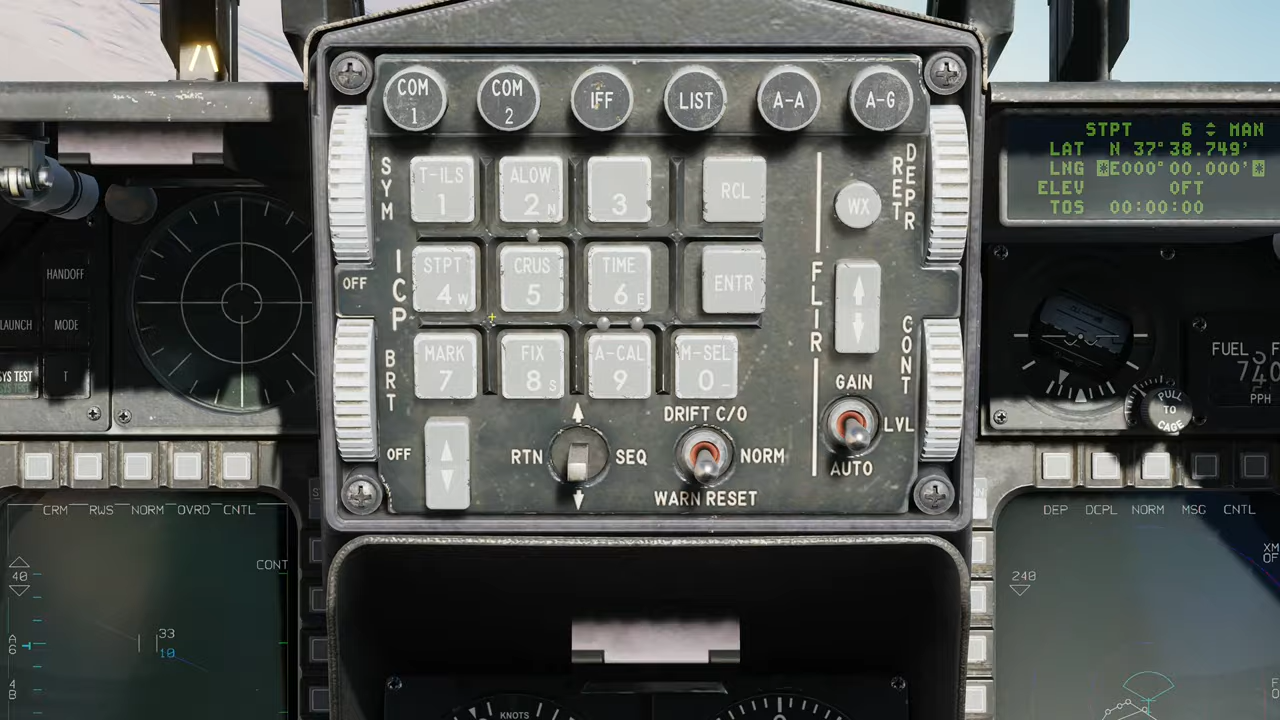 COM 1
COM 2
IFF
LIST
A-A
A-G
SYM
T-ILS
1
ALOW
2 N
3
RCL
WX
DEPR
RET
STPT 6 MAN
LAT N 37°38.749'
LNG E000°00.000'
ELEV 0FT
TOS 00:00:00
HANDOFF
LAUNCH
MODE
SYS TEST
T
OFF
ICP
STPT
4 W
CRUS
5
TIME
6 E
ENTR
FLIR
BRT
MARK
7
FIX
8 S
A-CAL
9
M-SEL
0 -
CONT
GAIN
LVL
AUTO
OFF
RTN
SEQ
DRIFT C/O
NORM
WARN RESET
FUEL F
740
PPH
PULL
TO
CAGE
CRM RWS NORM OVRD CNTL
CONT
40
33
10
A
6
4
B
DEP DCPL NORM MSG CNTL
240
KNOTS